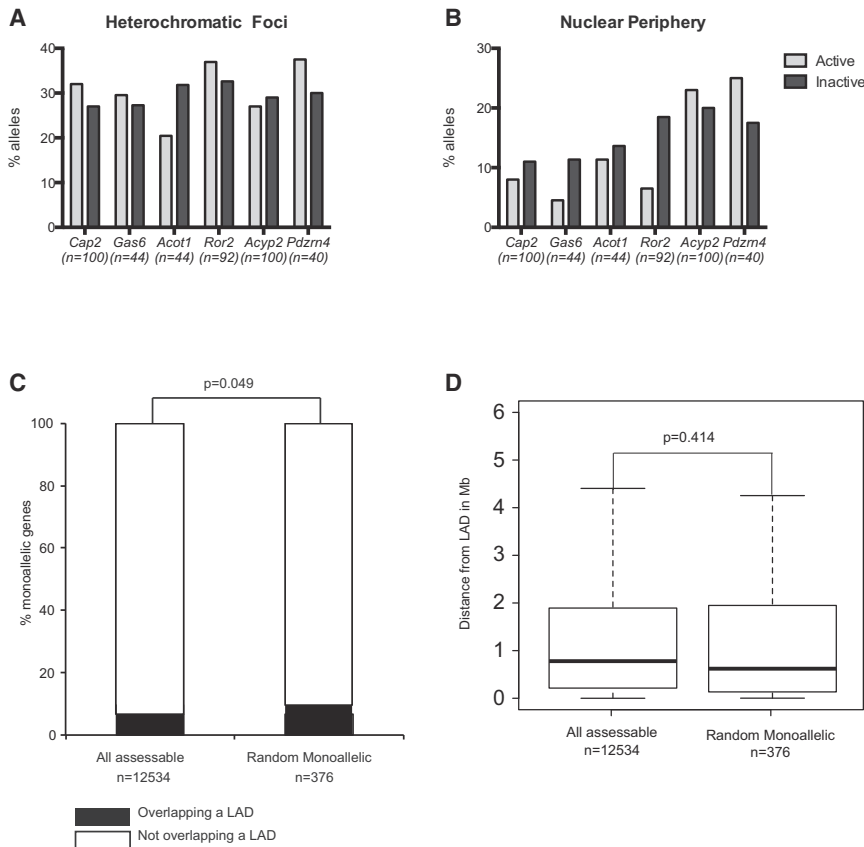 A
Heterochromatic Foci
% alleles
40
30
20
10
0
Cap2 Gas6 Acot1 Ror2 Acyp2 Pdzrn4
(n=100) (n=44) (n=44) (n=92) (n=100) (n=40)
B
Nuclear Periphery
% alleles
30
20
10
0
Cap2 Gas6 Acot1 Ror2 Acyp2 Pdzrn4
(n=100) (n=44) (n=44) (n=92) (n=100) (n=40)
Active
Inactive
C
p=0.049
% monoallelic genes
100
80
60
40
20
0
All assessable
n=12534
Random Monoallelic
n=376
Overlapping a LAD
Not overlapping a LAD
D
p=0.414
Distance from LAD in Mb
6
5
4
3
2
1
0
All assessable
n=12534
Random Monoallelic
n=376